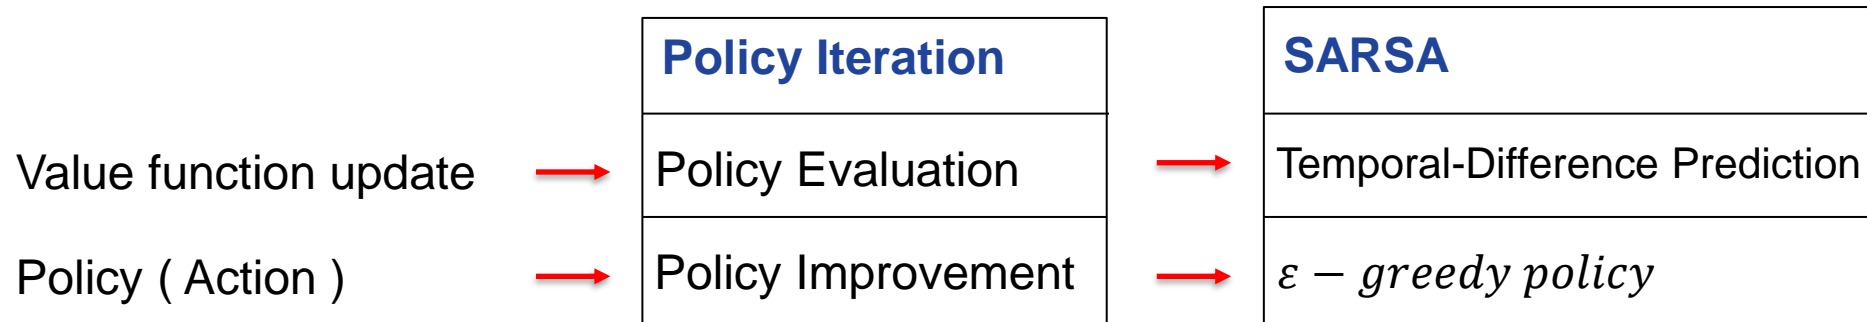 Policy Iteration SARSA
Value function update Policy Evaluation Temporal-Difference Prediction
Policy ( Action ) Policy Improvement ε − greedy policy